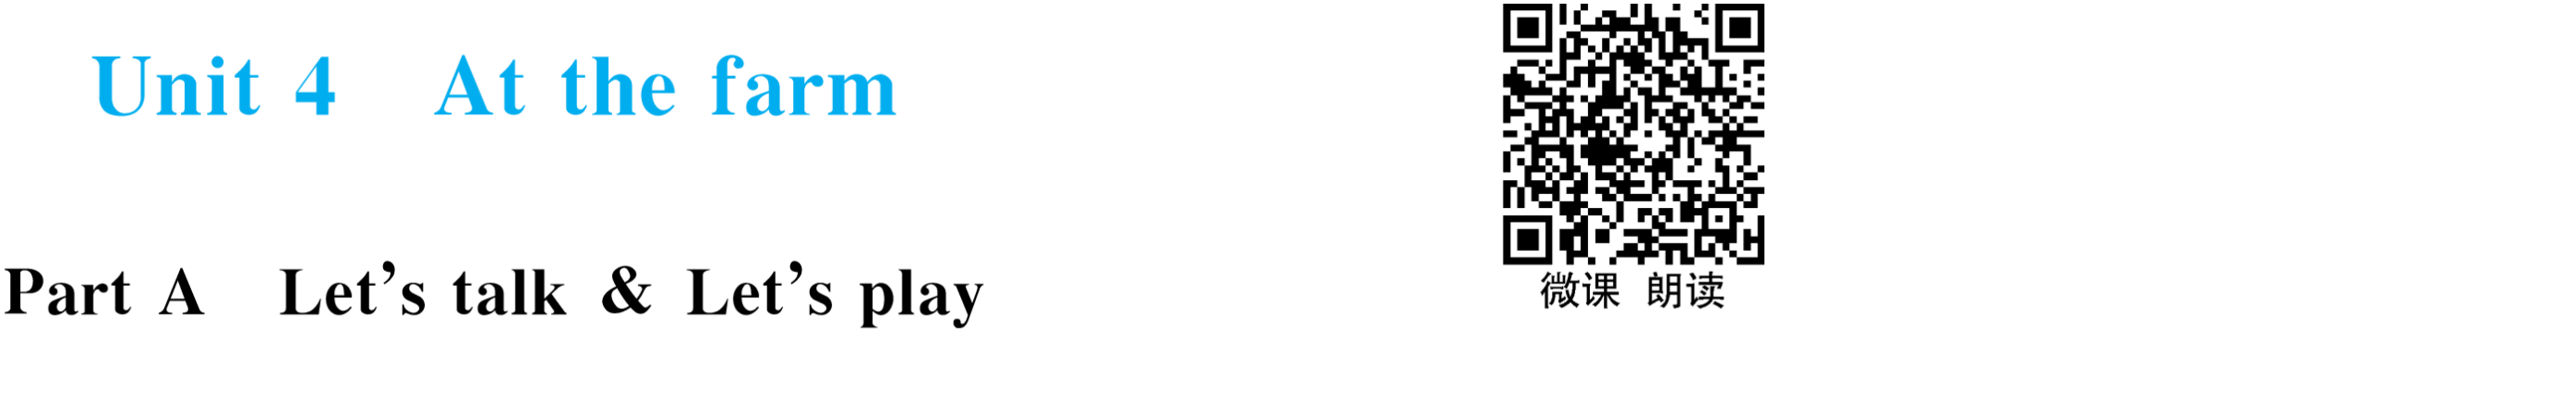 Unit 4 At the farm
Part A Let's talk & Let's play
微课 朗读